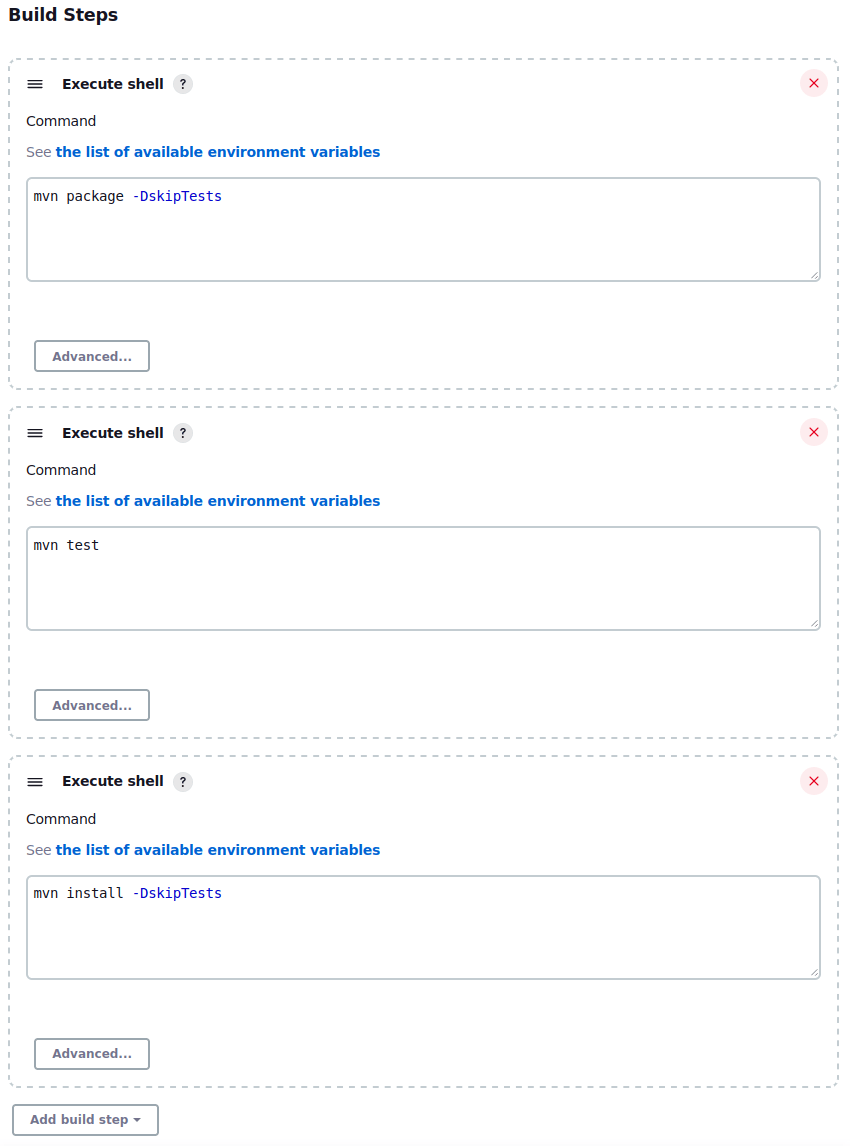 Build Steps
Execute shell ?
Command
See the list of available environment variables
mvn package -DskipTests
Advanced...
Execute shell ?
Command
See the list of available environment variables
mvn test
Advanced...
Execute shell ?
Command
See the list of available environment variables
mvn install -DskipTests
Advanced...
Add build step